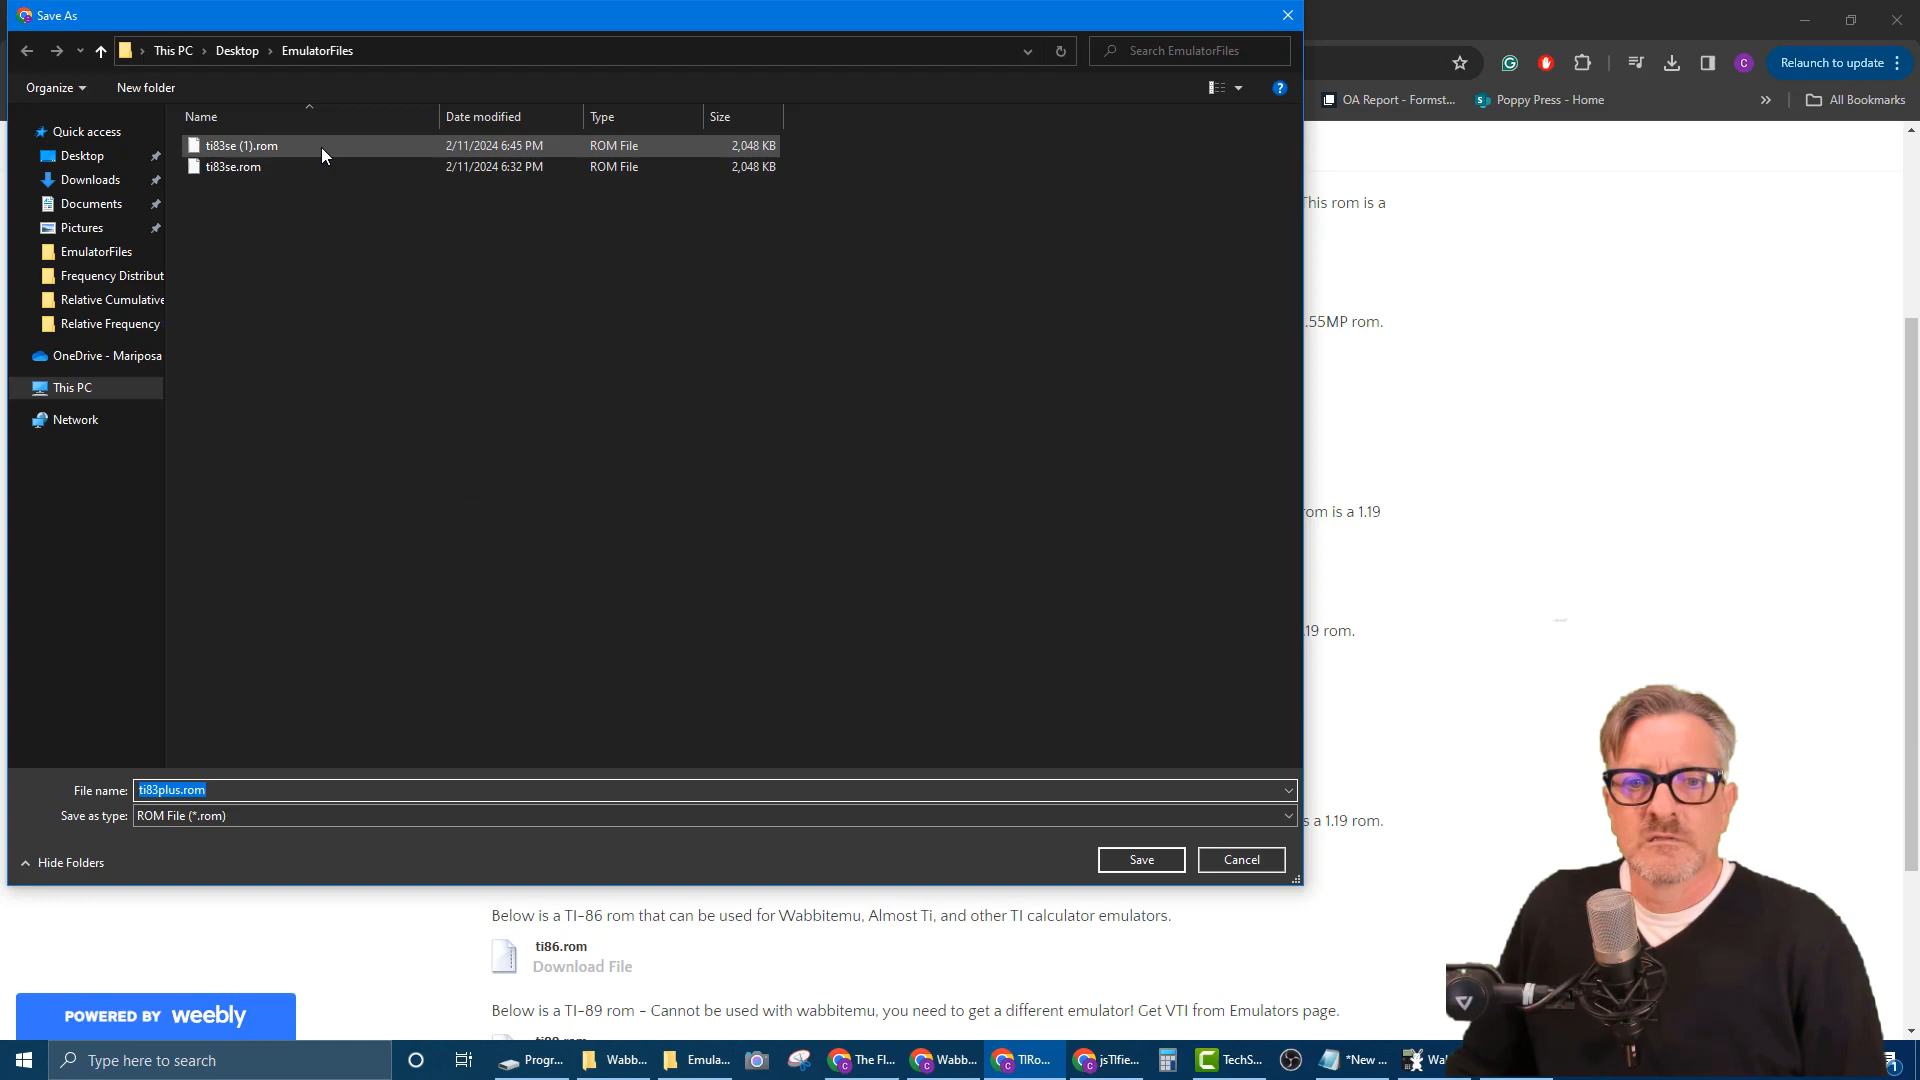 Save As
This PC > Desktop > EmulatorFiles
Search EmulatorFiles
Relaunch to update
Organize
New folder
OA Report - Formst...
Poppy Press - Home
All Bookmarks
Name
Date modified
Type
Size
Quick access
Desktop
Downloads
Documents
Pictures
EmulatorFiles
Frequency Distribut
Relative Cumulative
Relative Frequency
OneDrive - Mariposa
This PC
Network
ti83se (1).rom 2/11/2024 6:45 PM ROM File 2,048 KB
ti83se.rom 2/11/2024 6:32 PM ROM File 2,048 KB
This rom is a
.55MP rom.
rom is a 1.19
.19 rom.
s a 1.19 rom.
File name: ti83plus.rom
Save as type: ROM File (*.rom)
Hide Folders
Save
Cancel
Below is a TI-86 rom that can be used for Wabbitemu, Almost Ti, and other TI calculator emulators.
ti86.rom
Download File
Below is a TI-89 rom - Cannot be used with wabbitemu, you need to get a different emulator! Get VTI from Emulators page.
POWERED BY weebly
Type here to search
Progr...
Wabb...
Emula...
The Fl...
Wabb...
TIRo...
jsTIfie...
TechS...
*New ...
Wa